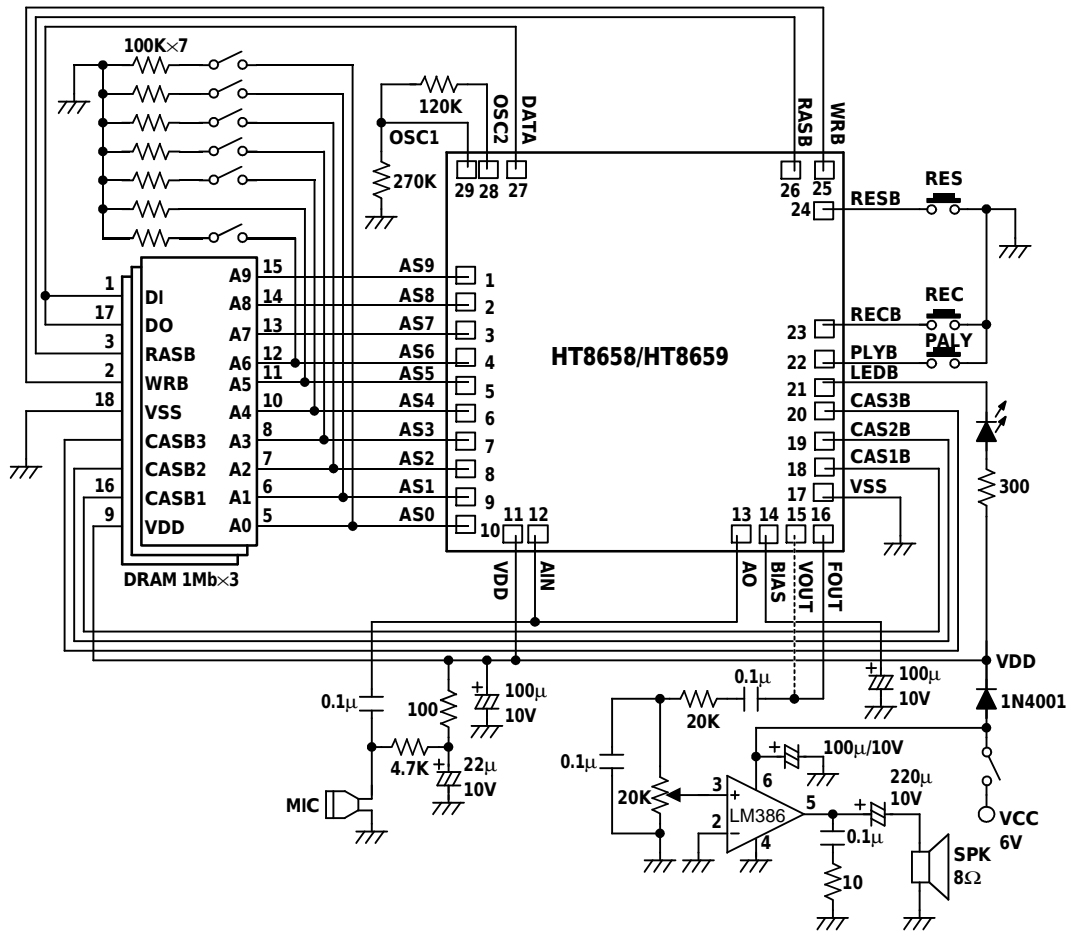 100K×7
120K
OSC1
270K
OSC2
DATA
RASB
WRB
29
28
27
26
25
24
RESB
RES
HT8658/HT8659
1
DI
17
DO
3
RASB
2
WRB
18
VSS
CASB3
CASB2
16
CASB1
9
VDD
DRAM 1Mb×3
A9
15
AS9
1
A8
14
AS8
2
A7
13
AS7
3
A6
12
AS6
4
A5
11
AS5
5
A4
10
AS4
6
A3
8
AS3
7
A2
7
AS2
8
A1
6
AS1
9
A0
5
AS0
10
23
RECB
REC
22
PLYB
PALY
21
LEDB
20
CAS3B
19
CAS2B
18
CAS1B
17
VSS
300
11
12
13
14
15
16
VDD
AIN
AO
BIAS
VOUT
FOUT
VDD
1N4001
0.1μ
100
+
100μ
10V
4.7K
+
22μ
10V
MIC
0.1μ
20K
0.1μ
20K
+
100μ
10V
+
100μ/10V
3
+
2
−
LM386
6
4
5
+
220μ
10V
0.1μ
10
SPK
8Ω
VCC
6V